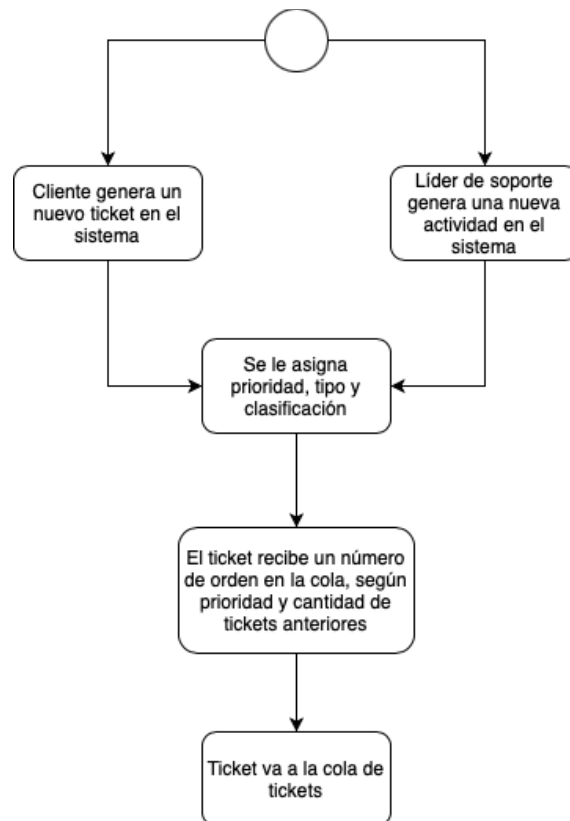 Cliente genera un
nuevo ticket en el
sistema
Líder de soporte
genera una nueva
actividad en el
sistema
Se le asigna
prioridad, tipo y
clasificación
El ticket recibe un número
de orden en la cola, según
prioridad y cantidad de
tickets anteriores
Ticket va a la cola de
tickets